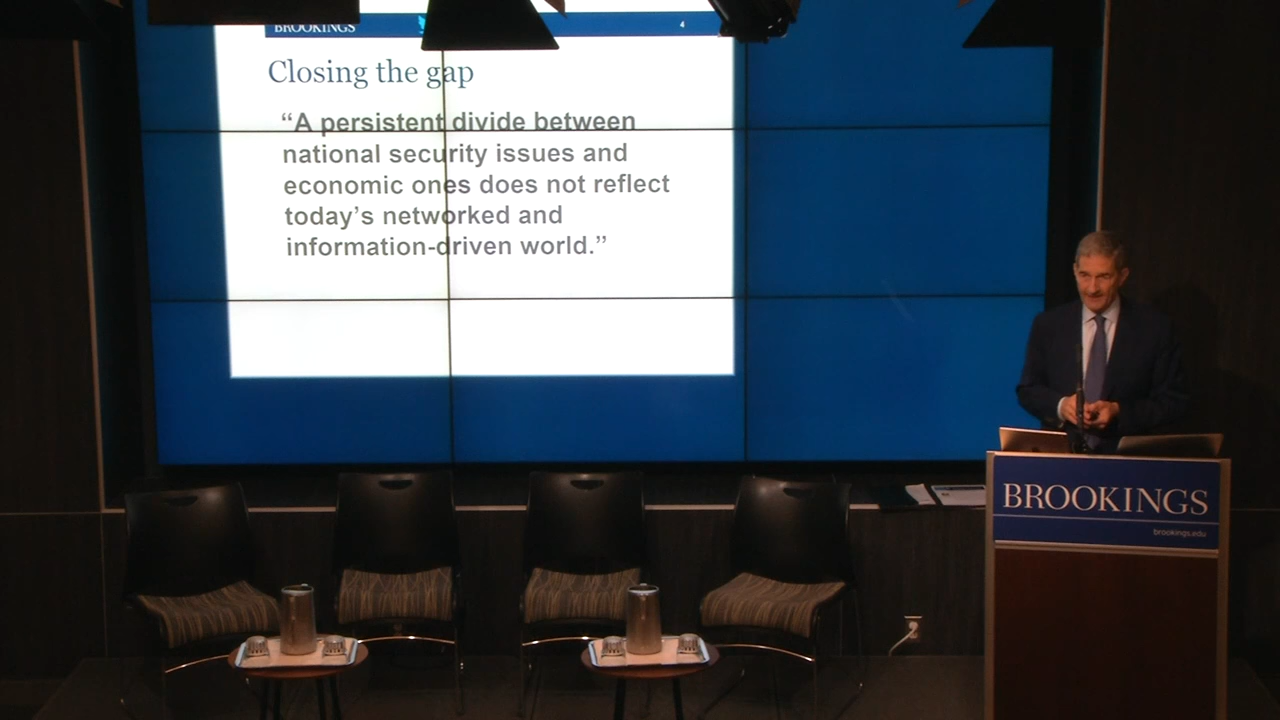 BROOKINGS
4
Closing the gap
“A persistent divide between
national security issues and
economic ones does not reflect
today’s networked and
information-driven world.”
BROOKINGS
brookings.edu